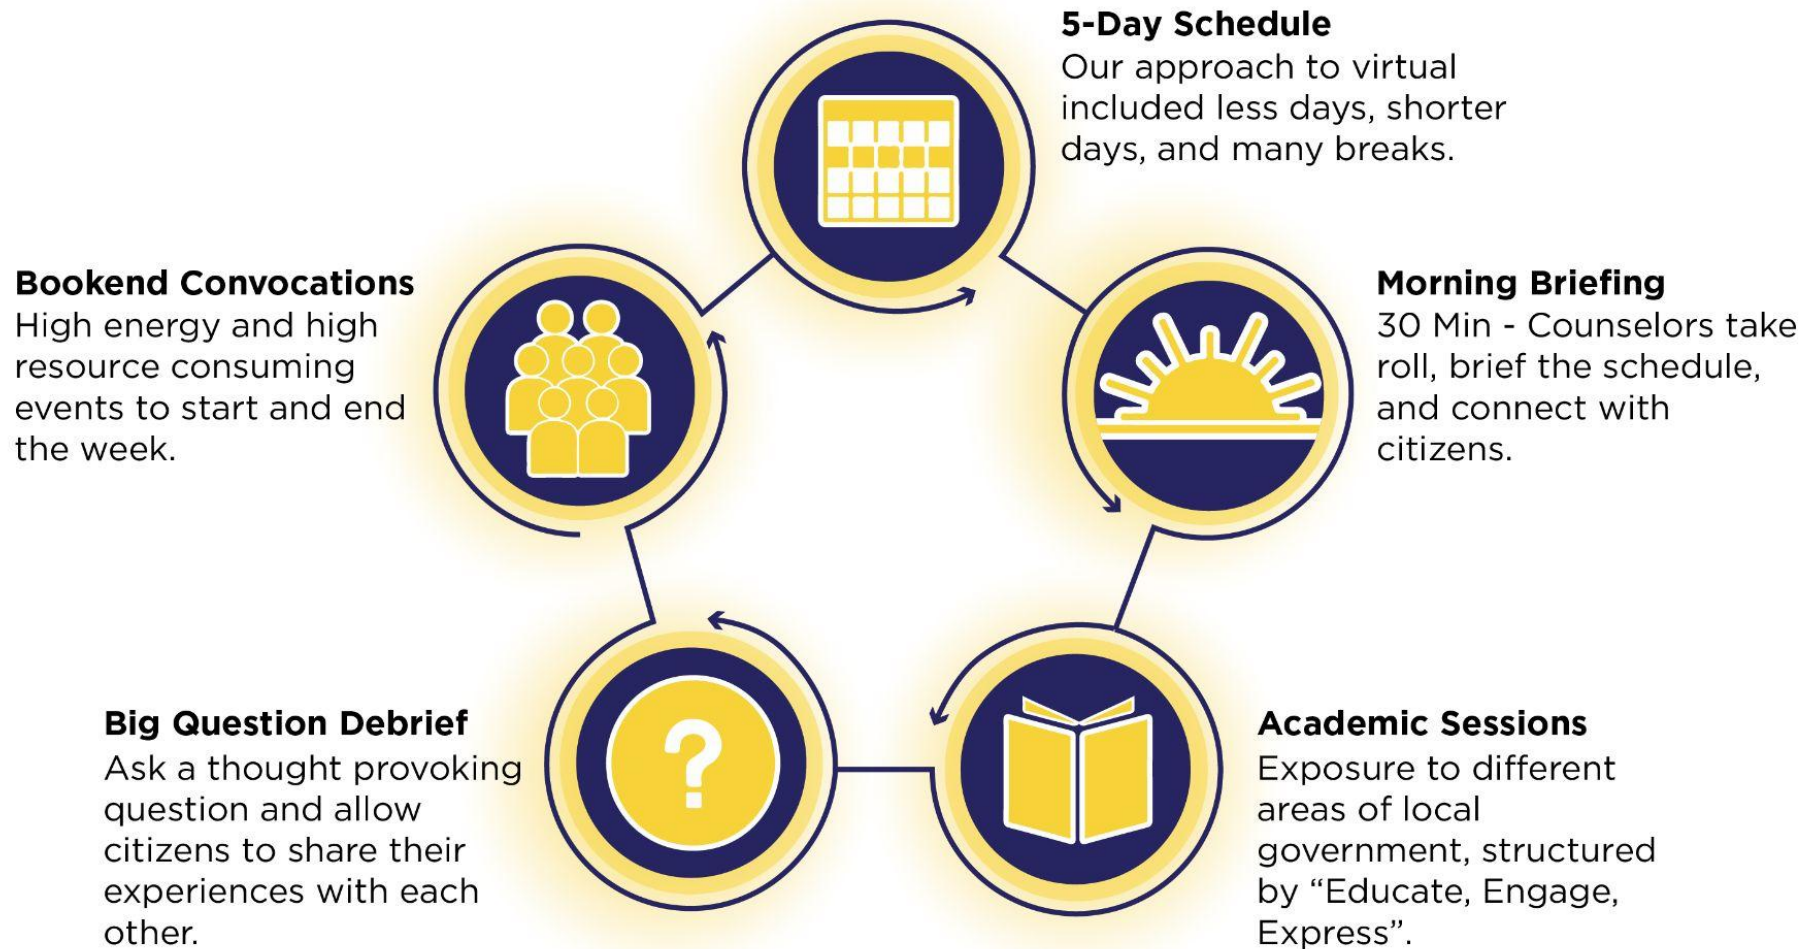 5-Day Schedule
Our approach to virtual
included less days, shorter
days, and many breaks.
Morning Briefing
30 Min - Counselors take
roll, brief the schedule,
and connect with
citizens.
Academic Sessions
Exposure to different
areas of local
government, structured
by “Educate, Engage,
Express”.
Big Question Debrief
Ask a thought provoking
question and allow
citizens to share their
experiences with each
other.
?
Bookend Convocations
High energy and high
resource consuming
events to start and end
the week.